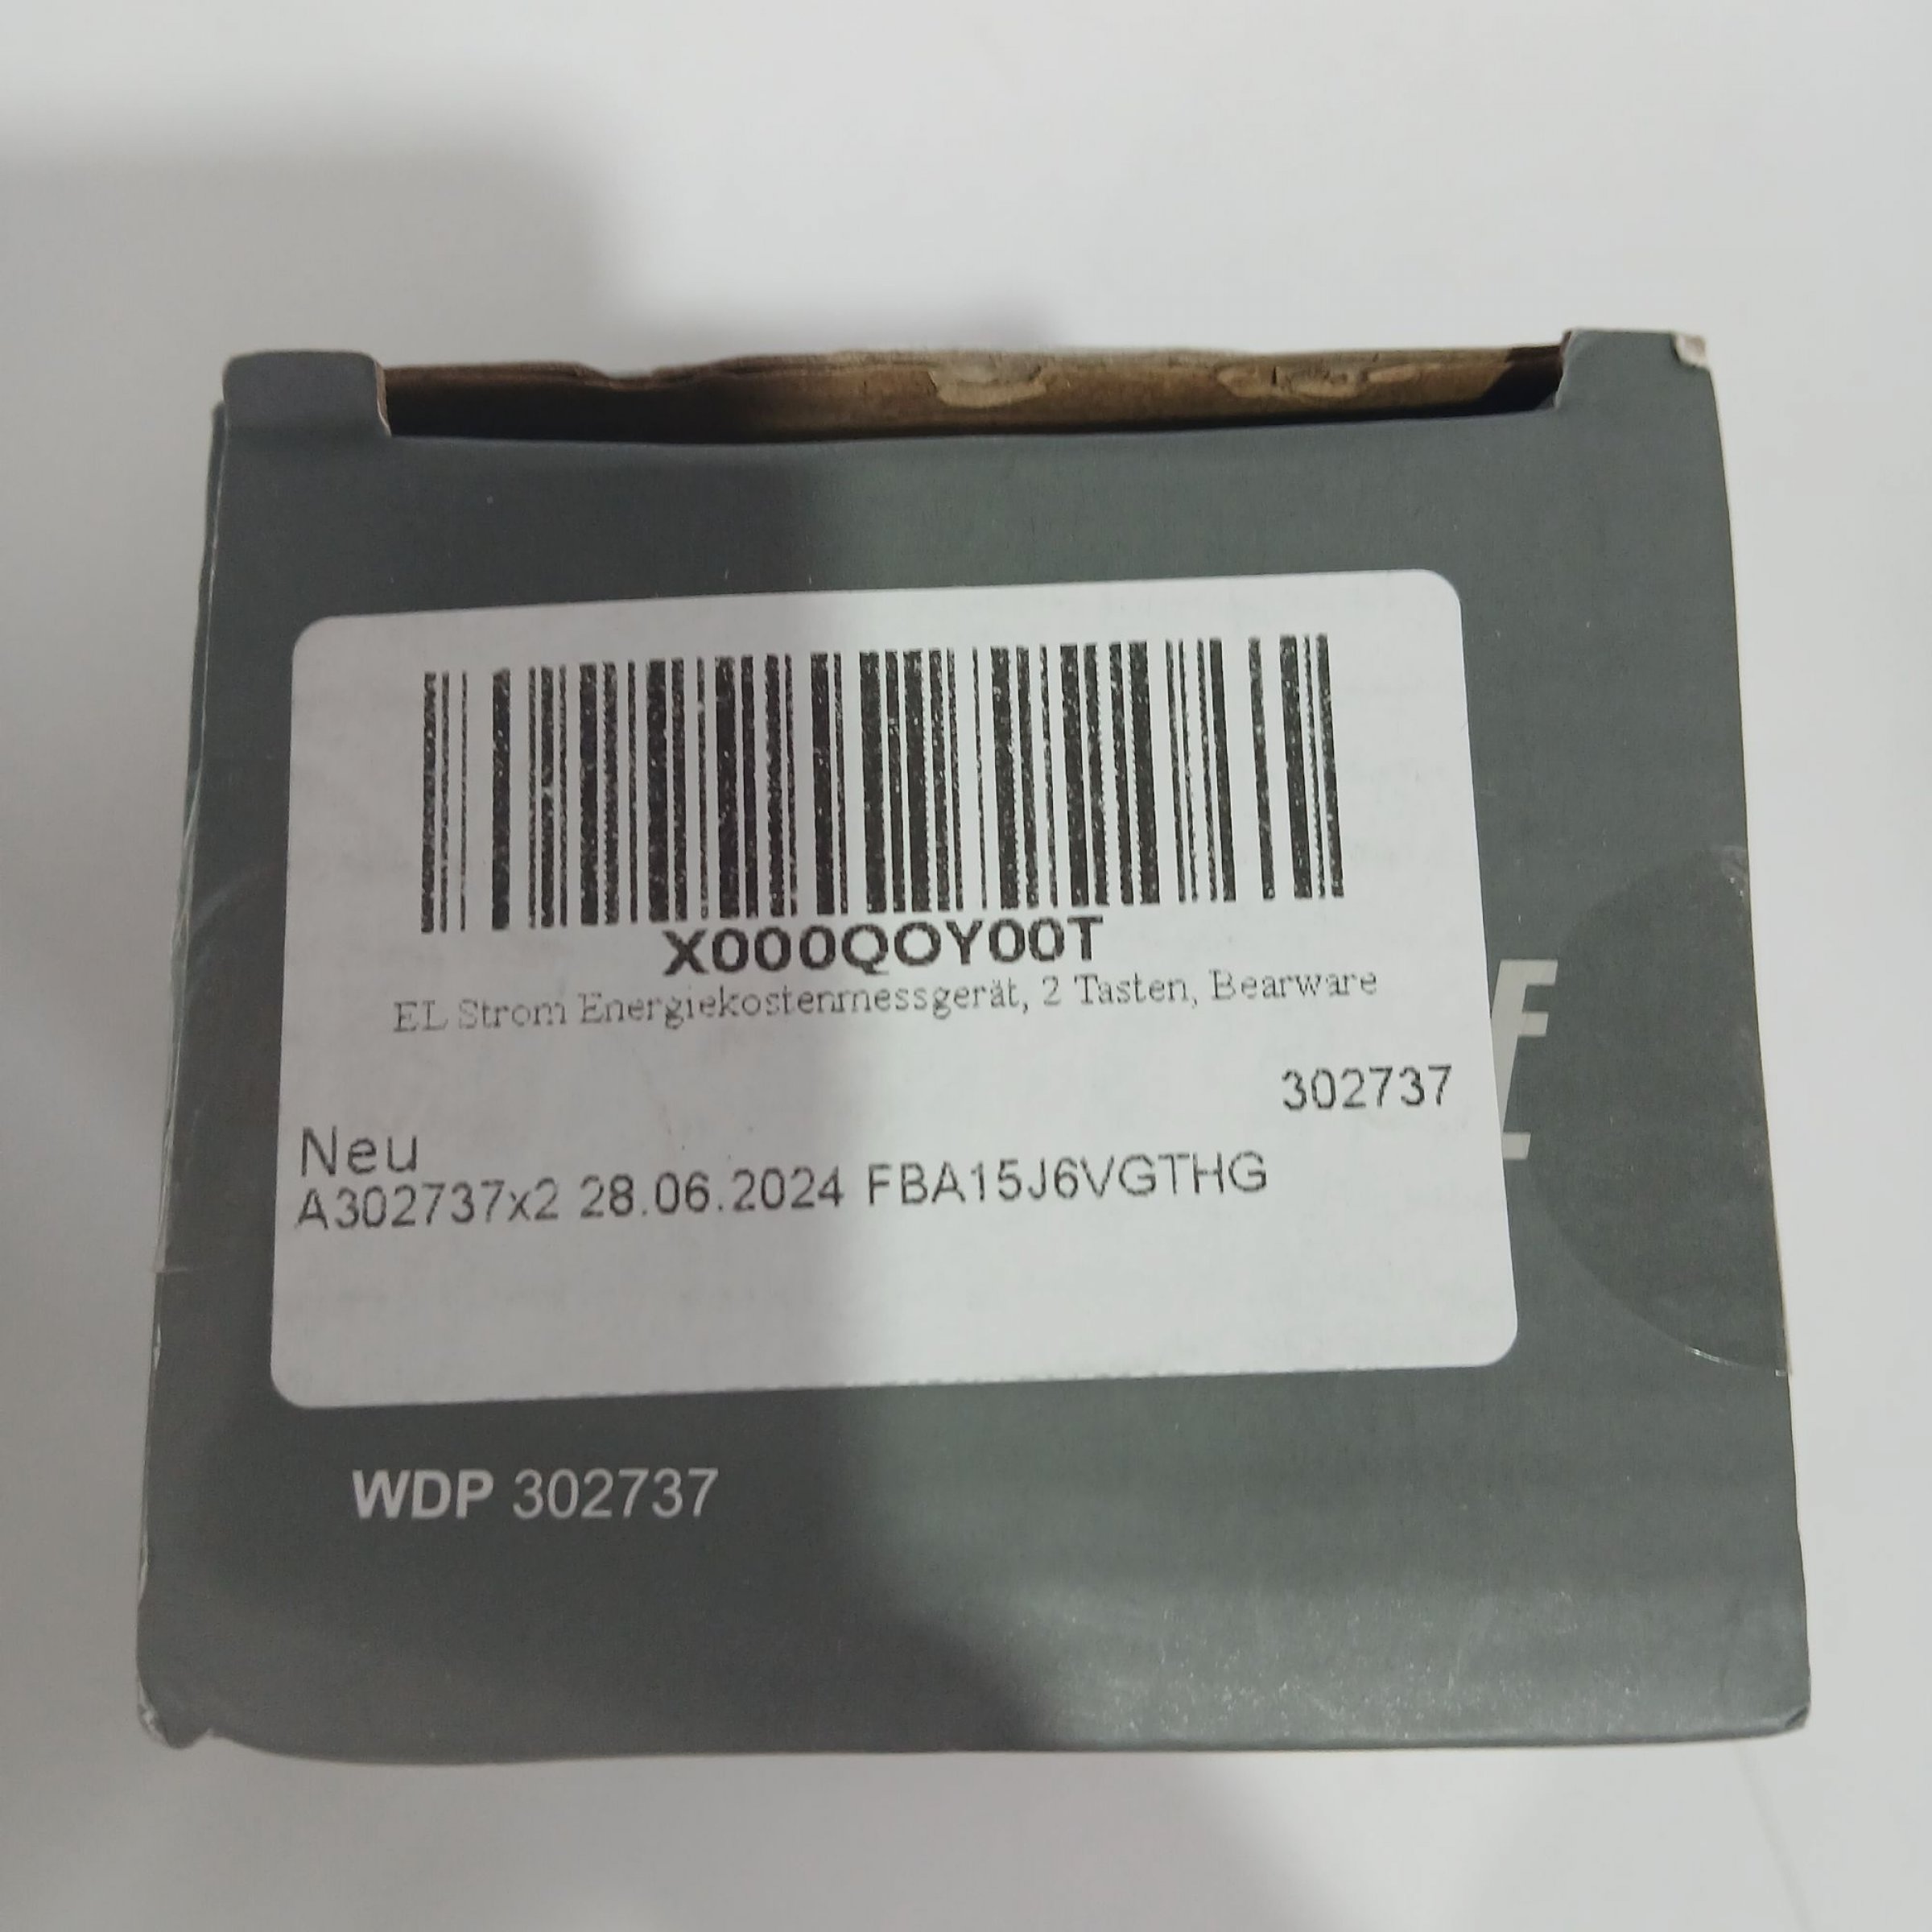 X000QOY00T
EL Strom Energiekostenmessgerät, 2 Tasten, Bearware
302737
Neu
A302737x2 28.06.2024 FBA15J6VGTHG
WDP 302737